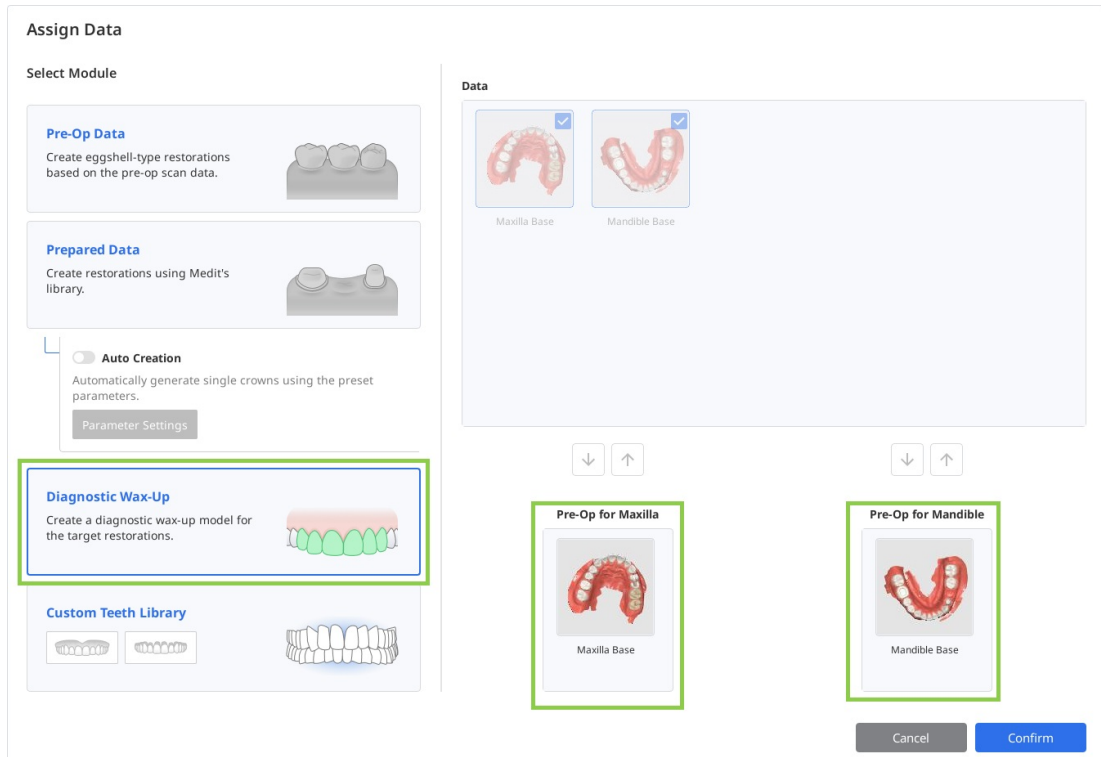 Assign Data
Select Module
Pre-Op Data
Create eggshell-type restorations
based on the pre-op scan data.
Prepared Data
Create restorations using Medit's
library.
Auto Creation
Automatically generate single crowns using the preset
parameters.
Parameter Settings
Diagnostic Wax-Up
Create a diagnostic wax-up model for
the target restorations.
Custom Teeth Library
Data
Maxilla Base
Mandible Base
Pre-Op for Maxilla
Maxilla Base
Pre-Op for Mandible
Mandible Base
Cancel
Confirm